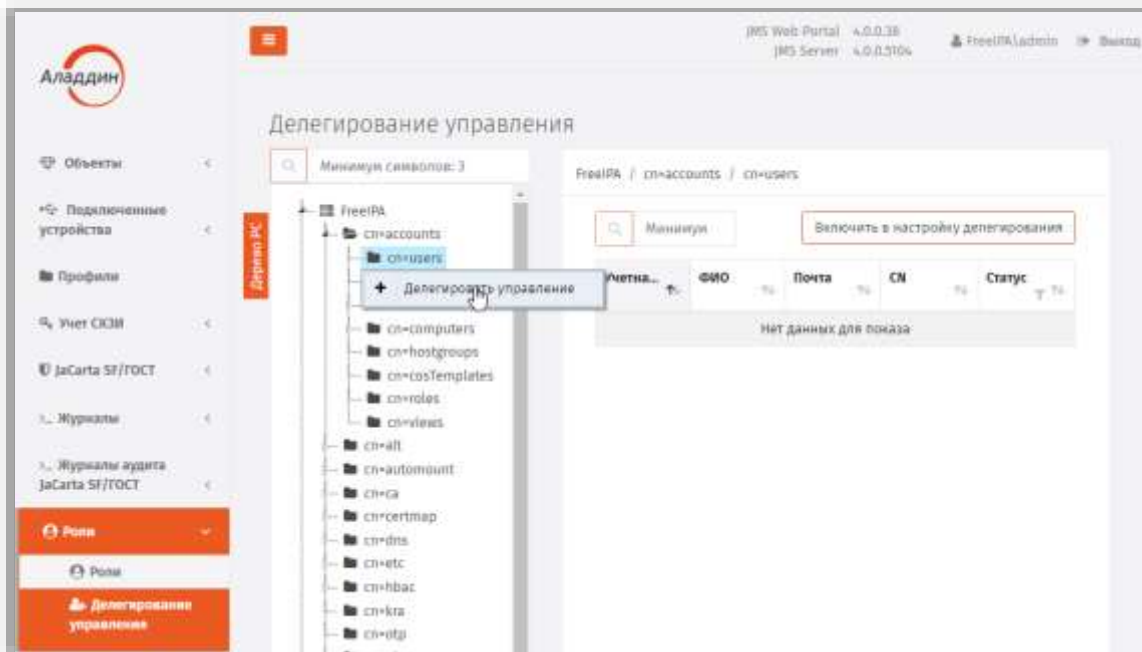 JMS Web Portal 4.0.0.38
JMS Server 4.0.0.5104
FreeIPA\admin
Выход
Аладдин
Делегирование управления
Объекты
Подключенные
устройства
Профили
Учет СКЗИ
JaCarta SF/ГОСТ
Журналы
Журналы аудита
JaCarta SF/ГОСТ
Роли
Роли
Делегирование
управления
Дерево РС
Минимум символов: 3
FreeIPA
cn=accounts
cn=users
Делегировать управление
cn=computers
cn=hostgroups
cn=cosTemplates
cn=roles
cn=views
cn=alt
cn=automount
cn=ca
cn=certmap
cn=dns
cn=etc
cn=hbac
cn=kra
cn=otp
FreeIPA / cn=accounts / cn=users
Минимум
Включить в настройку делегирования
Учетна... ФИО Почта CN Статус
Нет данных для показа